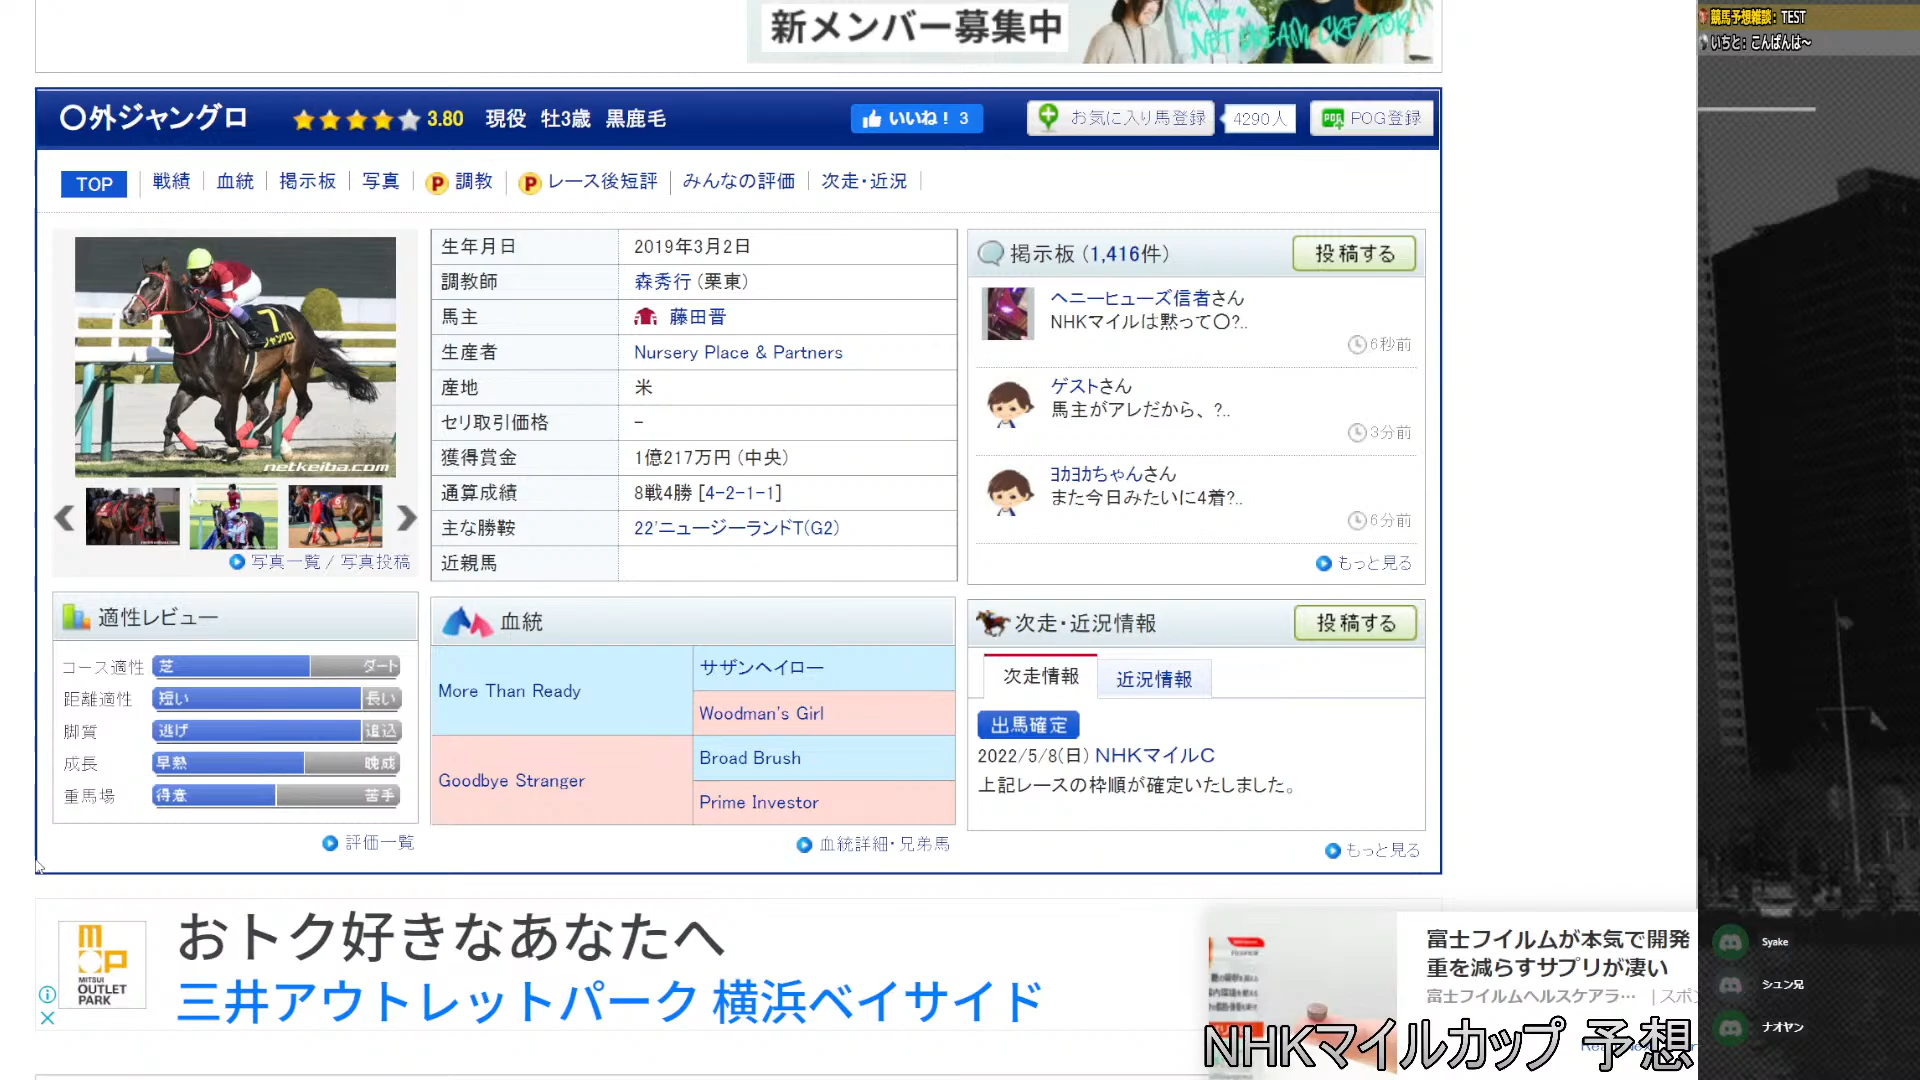 新メンバー募集中
You are a
NOT DREAM CREATOR!
競馬予想雑談: TEST
いちと: こんばんは~
〇外ジャングロ 3.80 現役 牡3歳 黒鹿毛
いいね! 3
お気に入り馬登録 4290人
POG登録
TOP 戦績 血統 掲示板 写真 調教 レース後短評 みんなの評価 次走・近況
7
ジャングロ
netkeiba.com
写真一覧 / 写真投稿
生年月日 2019年3月2日
調教師 森秀行 (栗東)
馬主 藤田晋
生産者 Nursery Place & Partners
産地 米
セリ取引価格 -
獲得賞金 1億217万円 (中央)
通算成績 8戦4勝 [4-2-1-1]
主な勝鞍 22'ニュージーランドT(G2)
近親馬
掲示板 (1,416件) 投稿する
ヘニーヒューズ信者さん
NHKマイルは黙って〇?..
6秒前
ゲストさん
馬主がアレだから、?..
3分前
ヨカヨカちゃんさん
また今日みたいに4着?..
6分前
もっと見る
適性レビュー
コース適性 芝 ダート
距離適性 短い 長い
脚質 逃げ 追込
成長 早熟 晩成
重馬場 得意 苦手
評価一覧
血統
More Than Ready
サザンヘイロー
Woodman's Girl
Goodbye Stranger
Broad Brush
Prime Investor
血統詳細・兄弟馬
次走・近況情報 投稿する
次走情報 近況情報
出馬確定
2022/5/8(日) NHKマイルC
上記レースの枠順が確定いたしました。
もっと見る
MITSUI
OUTLET
PARK
おトク好きなあなたへ
三井アウトレットパーク 横浜ベイサイド
富士フイルムが本気で開発
重を減らすサプリが凄い
富士フイルムヘルスケアラ… | スポン
NHKマイルカップ 予想
Syake
シュン兄
ナオヤン